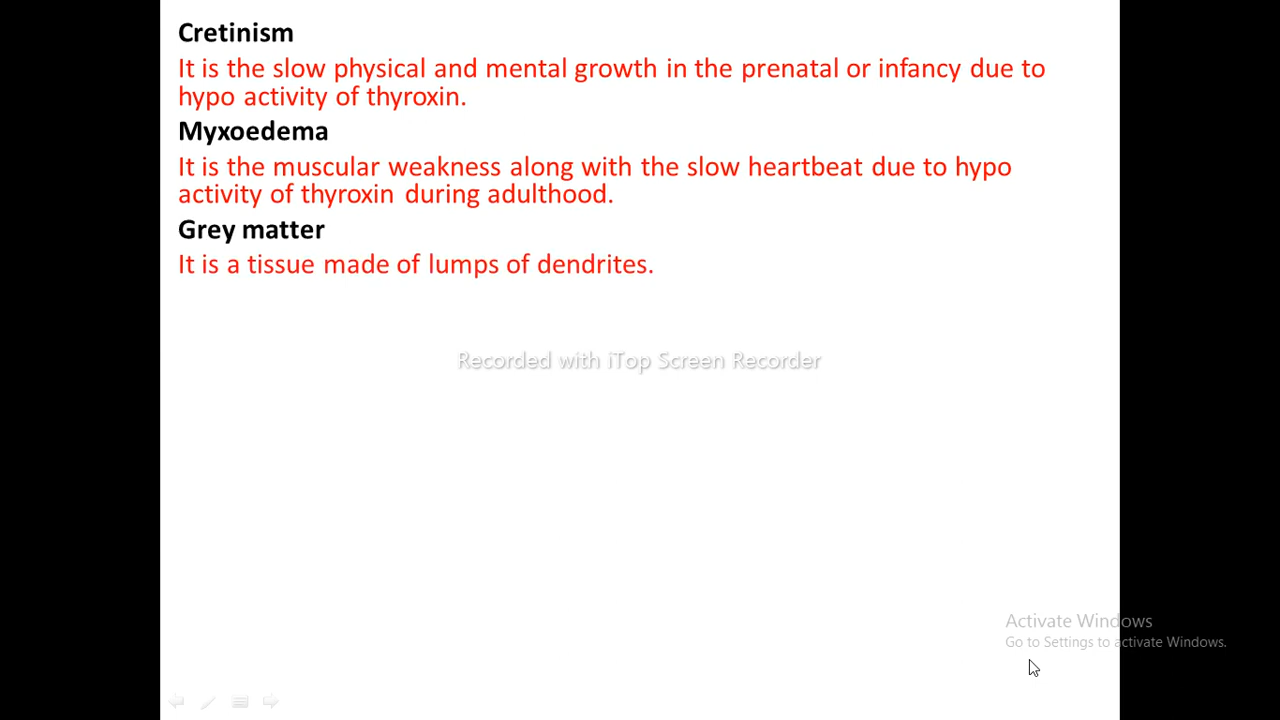 Cretinism
It is the slow physical and mental growth in the prenatal or infancy due to
hypo activity of thyroxin.
Myxoedema
It is the muscular weakness along with the slow heartbeat due to hypo
activity of thyroxin during adulthood.
Grey matter
It is a tissue made of lumps of dendrites.
Recorded with iTop Screen Recorder
Activate Windows
Go to Settings to activate Windows.